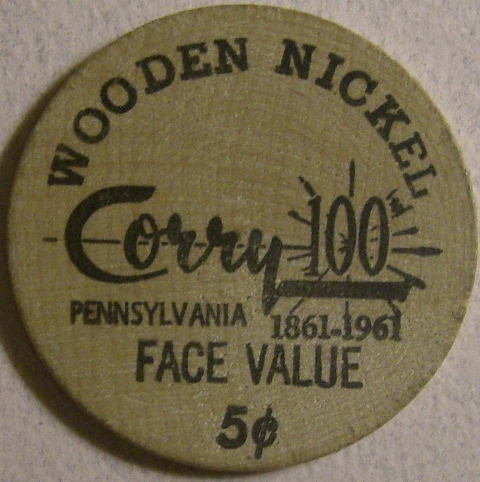 WOODEN NICKEL
Corry 100
PENNSYLVANIA 1861-1961
FACE VALUE
5¢